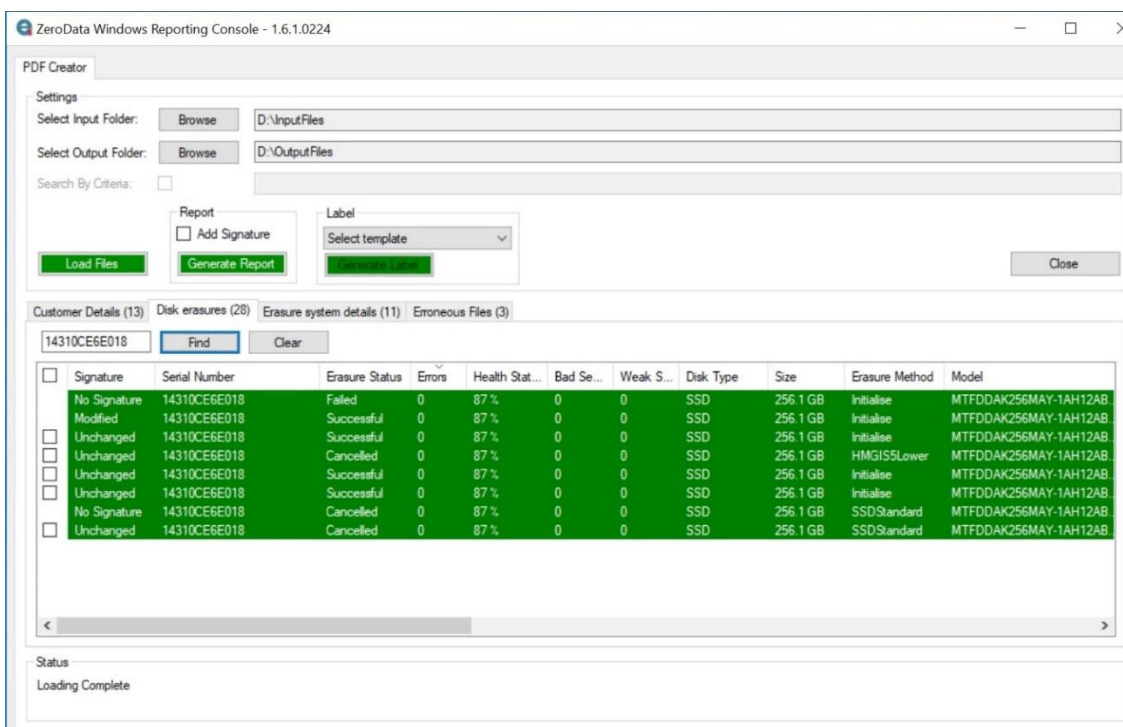 ZeroData Windows Reporting Console - 1.6.1.0224
PDF Creator
Settings
Select Input Folder: Browse D:\InputFiles
Select Output Folder: Browse D:\OutputFiles
Search By Criteria:
Report Label
Add Signature Select template
Load Files Generate Report Generate Label Close
Customer Details (13) Disk erasures (28) Erasure system details (11) Erroneous Files (3)
14310CE6E018 Find Clear
Signature Serial Number Erasure Status Errors Health Stat... Bad Se... Weak S... Disk Type Size Erasure Method Model
No Signature 14310CE6E018 Failed 0 87 % 0 0 SSD 256.1 GB Initialise MTFDDAK256MAY-1AH12AB...
Modified 14310CE6E018 Successful 0 87 % 0 0 SSD 256.1 GB Initialise MTFDDAK256MAY-1AH12AB...
Unchanged 14310CE6E018 Successful 0 87 % 0 0 SSD 256.1 GB Initialise MTFDDAK256MAY-1AH12AB...
Unchanged 14310CE6E018 Cancelled 0 87 % 0 0 SSD 256.1 GB HMGIS5Lower MTFDDAK256MAY-1AH12AB...
Unchanged 14310CE6E018 Successful 0 87 % 0 0 SSD 256.1 GB Initialise MTFDDAK256MAY-1AH12AB...
Unchanged 14310CE6E018 Successful 0 87 % 0 0 SSD 256.1 GB Initialise MTFDDAK256MAY-1AH12AB...
No Signature 14310CE6E018 Cancelled 0 87 % 0 0 SSD 256.1 GB SSDStandard MTFDDAK256MAY-1AH12AB...
Unchanged 14310CE6E018 Cancelled 0 87 % 0 0 SSD 256.1 GB SSDStandard MTFDDAK256MAY-1AH12AB...
Status
Loading Complete